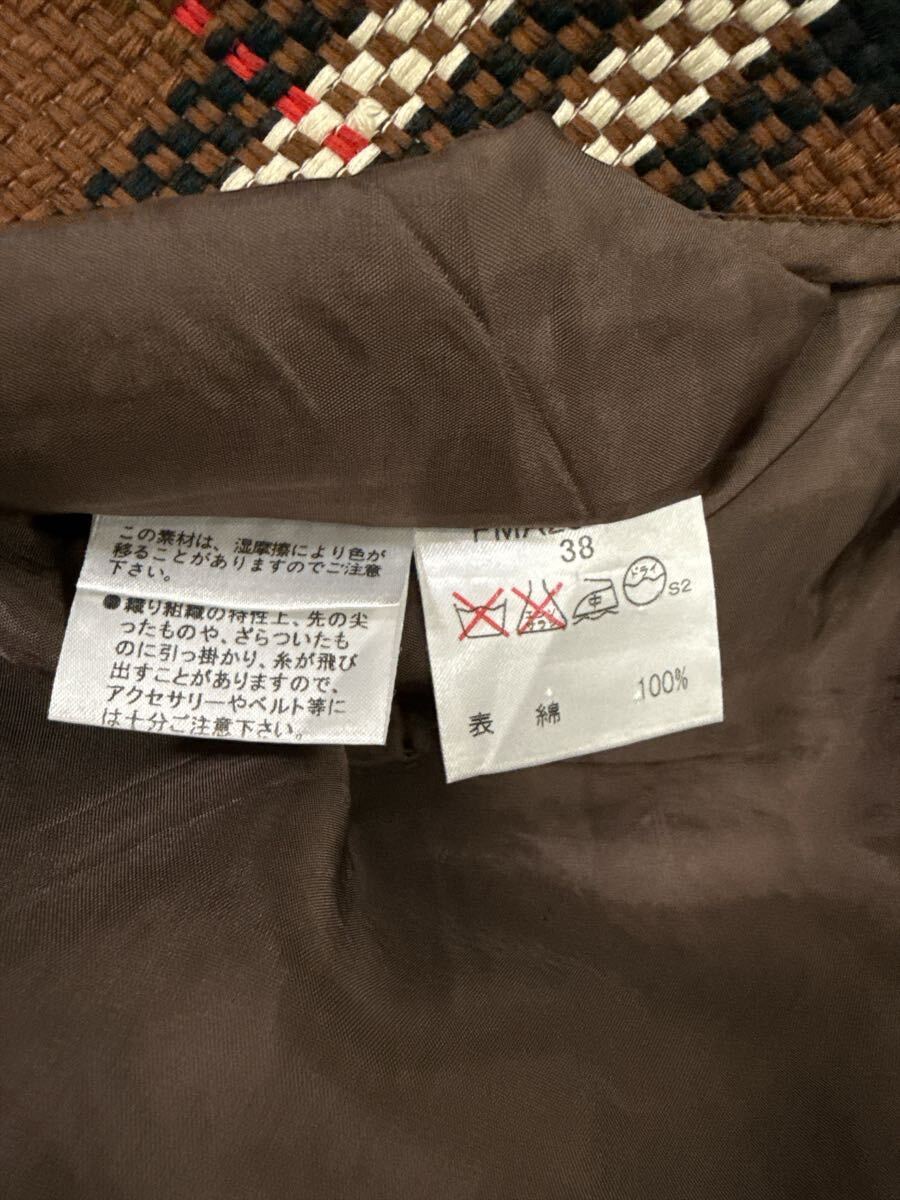 この素材は、湿摩擦により色が
移ることがありますのでご注意
下さい。
●織り組織の特性上、先の尖
ったものや、ざらついたも
のに引っ掛かり、糸が飛び
出すことがありますので、
アクセサリーやベルト等に
は十分ご注意下さい。
38
中
ドライ
S2
表 綿 100%